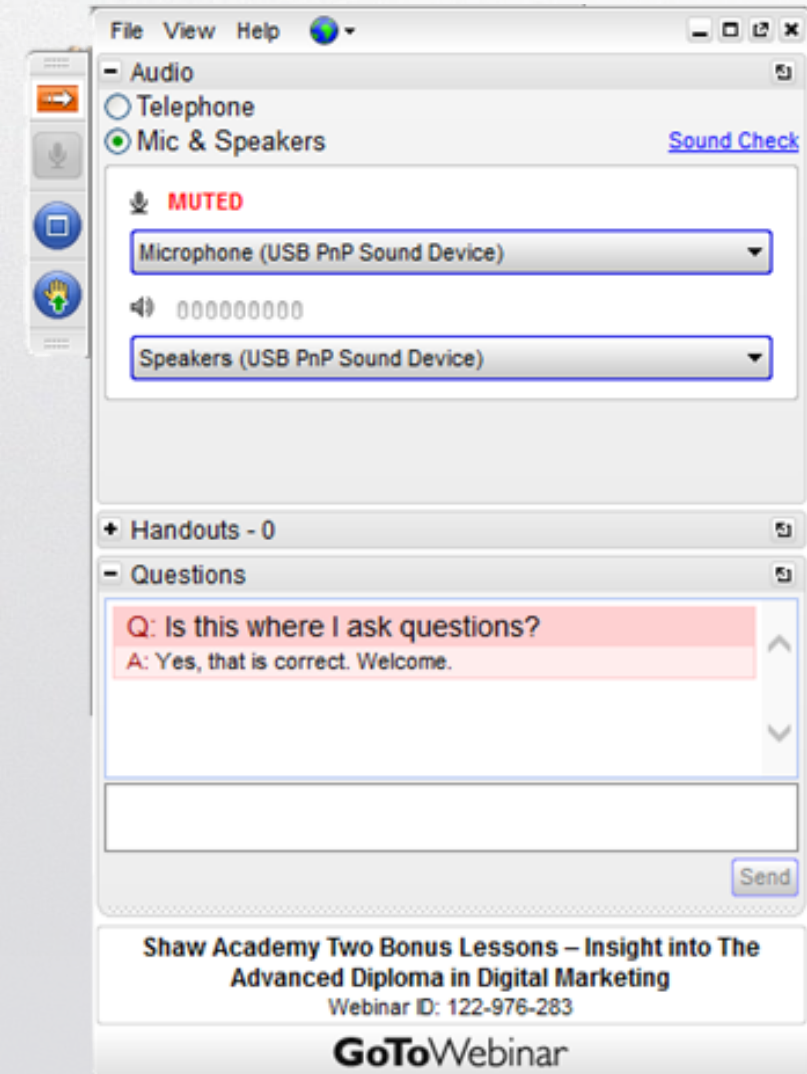 File View Help
Audio
Telephone
Mic & Speakers Sound Check
MUTED
Microphone (USB PnP Sound Device)
Speakers (USB PnP Sound Device)
Handouts - 0
Questions
Q: Is this where I ask questions?
A: Yes, that is correct. Welcome.
Send
Shaw Academy Two Bonus Lessons – Insight into The
Advanced Diploma in Digital Marketing
Webinar ID: 122-976-283
GoToWebinar